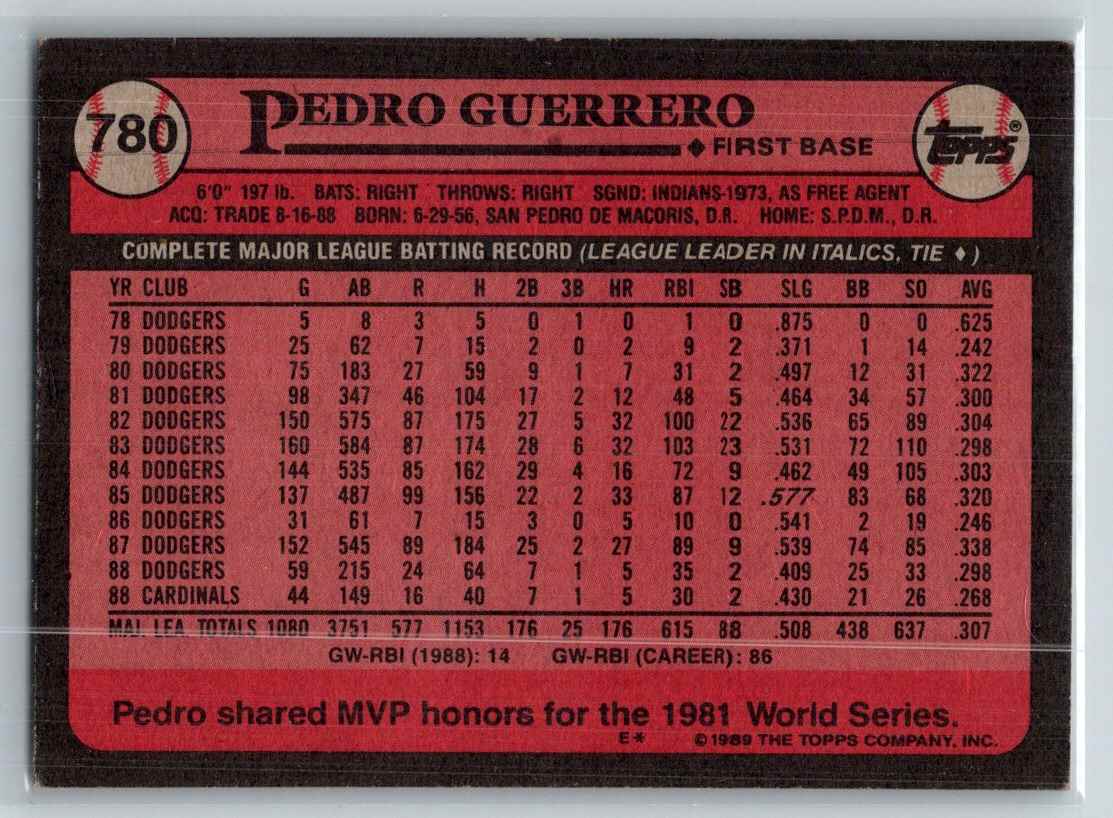 780
PEDRO GUERRERO
♦ FIRST BASE
topps®
6'0" 197 lb. BATS: RIGHT THROWS: RIGHT SGND: INDIANS-1973, AS FREE AGENT
ACQ: TRADE 8-16-88 BORN: 6-29-56, SAN PEDRO DE MACORIS, D.R. HOME: S.P.D.M., D.R.
COMPLETE MAJOR LEAGUE BATTING RECORD (LEAGUE LEADER IN ITALICS, TIE ♦)
YR CLUB G AB R H 2B 3B HR RBI SB SLG BB SO AVG
78 DODGERS 5 8 3 5 0 1 0 1 0 .875 0 0 .625
79 DODGERS 25 62 7 15 2 0 2 9 2 .371 1 14 .242
80 DODGERS 75 183 27 59 9 1 7 31 2 .497 12 31 .322
81 DODGERS 98 347 46 104 17 2 12 48 5 .464 34 57 .300
82 DODGERS 150 575 87 175 27 5 32 100 22 .536 65 89 .304
83 DODGERS 160 584 87 174 28 6 32 103 23 .531 72 110 .298
84 DODGERS 144 535 85 162 29 4 16 72 9 .462 49 105 .303
85 DODGERS 137 487 99 156 22 2 33 87 12 .577 83 68 .320
86 DODGERS 31 61 7 15 3 0 5 10 0 .541 2 19 .246
87 DODGERS 152 545 89 184 25 2 27 89 9 .539 74 85 .338
88 DODGERS 59 215 24 64 7 1 5 35 2 .409 25 33 .298
88 CARDINALS 44 149 16 40 7 1 5 30 2 .430 21 26 .268
MAJ. LEA. TOTALS 1080 3751 577 1153 176 25 176 615 88 .508 438 637 .307
GW-RBI (1988): 14 GW-RBI (CAREER): 86
Pedro shared MVP honors for the 1981 World Series.
E* © 1989 THE TOPPS COMPANY, INC.